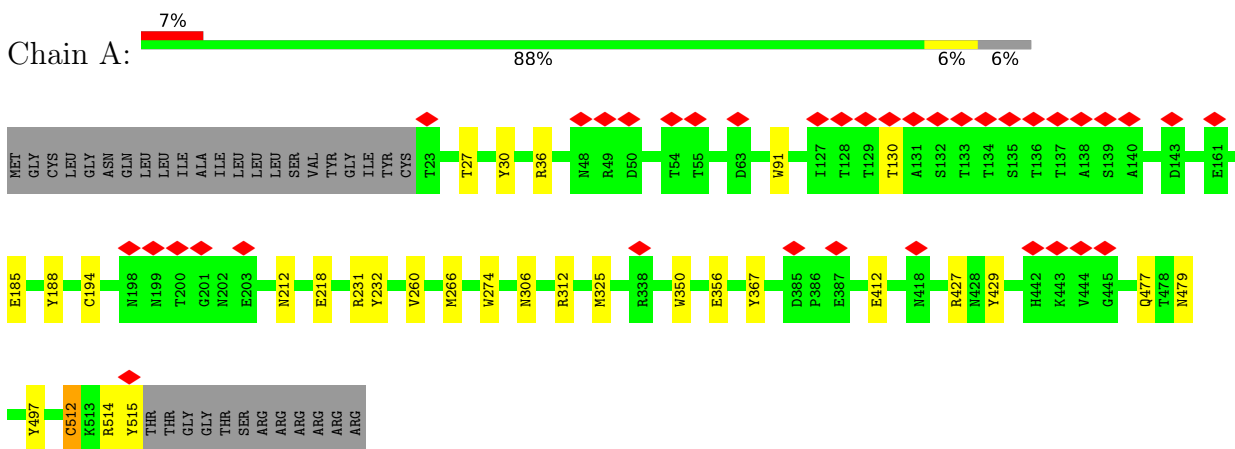 7%
Chain A:
88% 6% 6%
MET GLY CYS LEU GLY ASN GLN LEU LEU ILE ALA ILE LEU LEU LEU SER VAL TYR GLY ILE TYR CYS T23 T27 Y30 R36 N48 R49 D50 T54 T55 D63 W91 I127 T128 T129 T130 A131 S132 T133 T134 S135 T136 T137 A138 S139 A140 D143 E161
E185 Y188 C194 N198 N199 T200 G201 N202 E203 N212 E218 R231 Y232 V260 M266 W274 N306 R312 M325 R338 W350 E356 Y367 D385 P386 E387 E412 N418 R427 N428 Y429 H442 K443 V444 G445 Q477 T478 N479
Y497 C512 K513 R514 Y515 THR THR GLY GLY THR SER ARG ARG ARG ARG ARG ARG